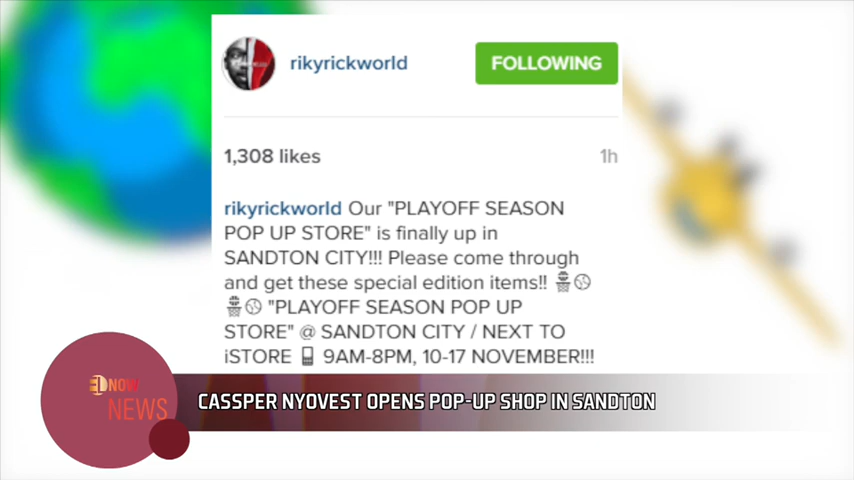 rikyrickworld
FOLLOWING
1,308 likes
1h
rikyrickworld Our "PLAYOFF SEASON
POP UP STORE" is finally up in
SANDTON CITY!!! Please come through
and get these special edition items!!
"PLAYOFF SEASON POP UP
STORE" @ SANDTON CITY / NEXT TO
iSTORE 9AM-8PM, 10-17 NOVEMBER!!!
NOW
NEWS
CASSPER NYOVEST OPENS POP-UP SHOP IN SANDTON